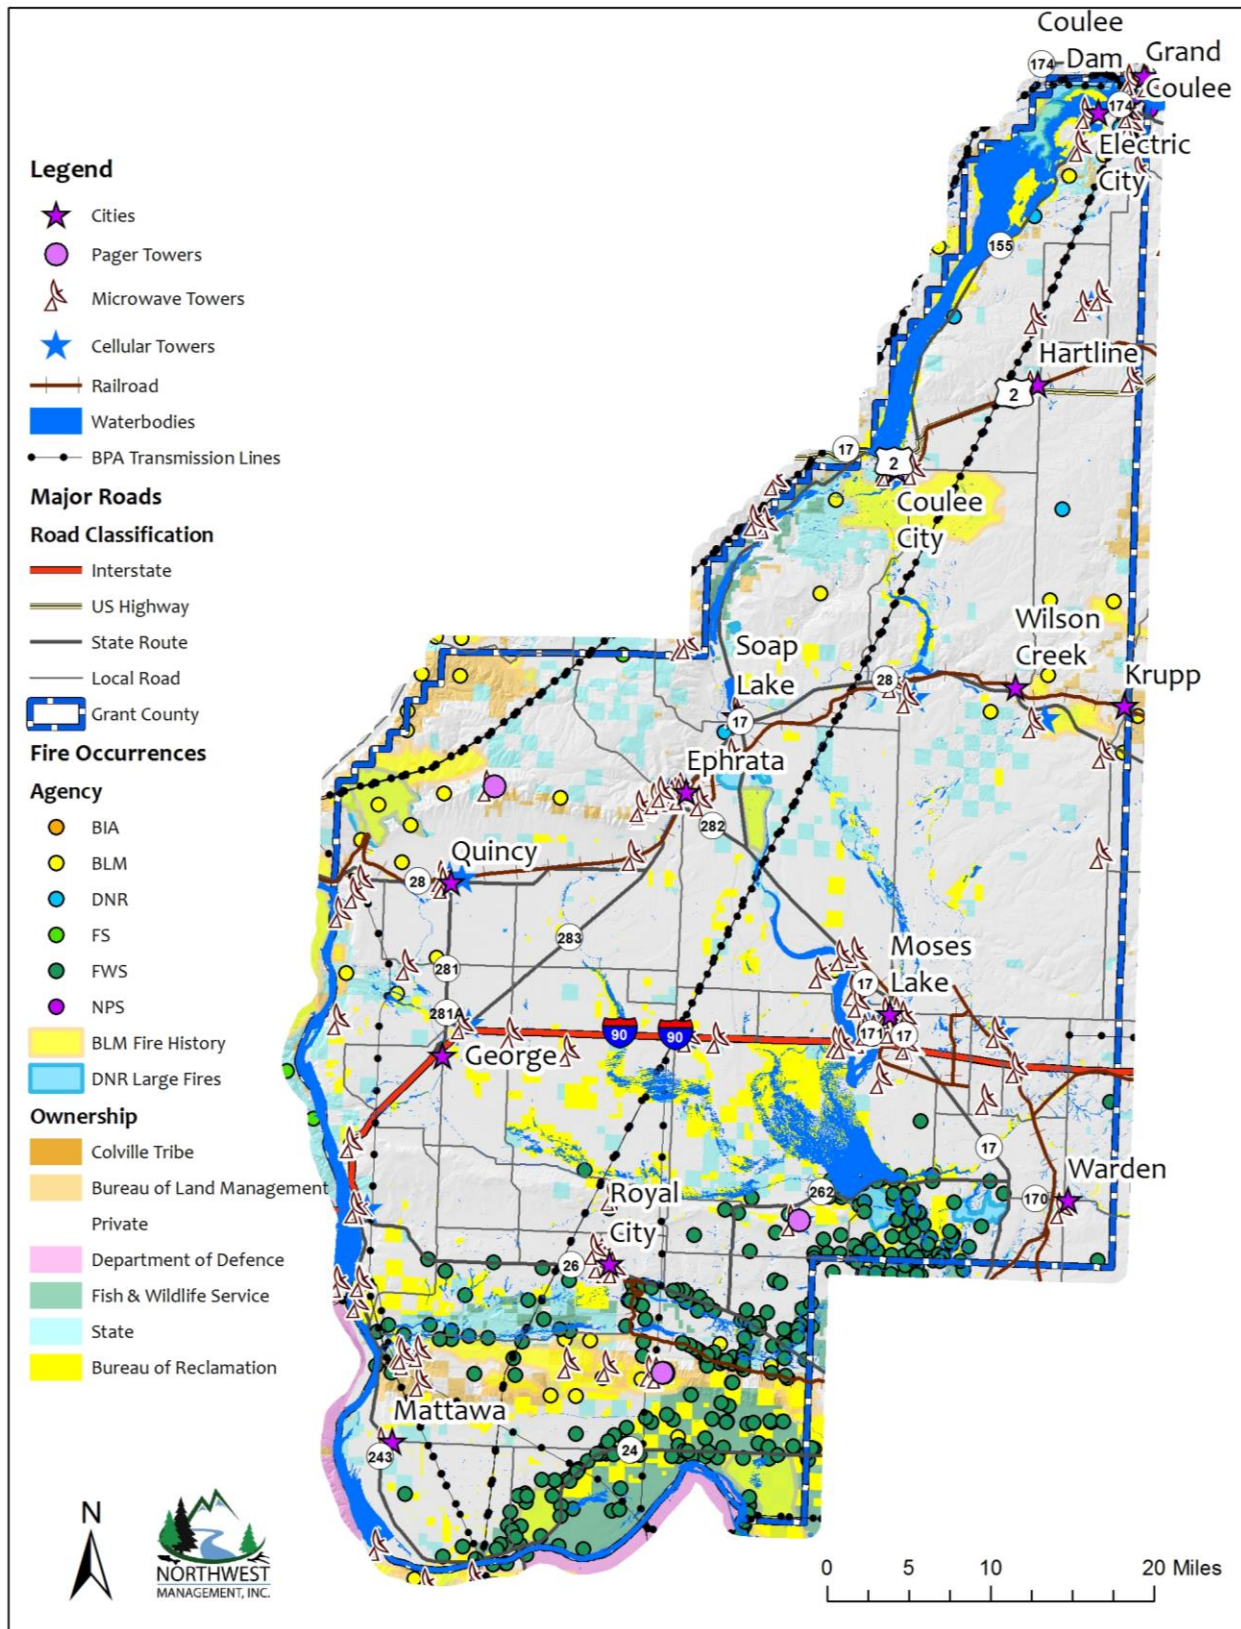 Coulee
Dam
Grand
Coulee
174
174
Electric
City
155
Hartline
2
17
2
Coulee
City
Wilson
Creek
Krupp
Soap
Lake
28
17
Ephrata
282
Quincy
28
283
281
281A
Moses
Lake
17
171
17
90
90
George
17
Warden
170
262
Royal
City
26
Mattawa
243
24
Legend
Cities
Pager Towers
Microwave Towers
Cellular Towers
Railroad
Waterbodies
BPA Transmission Lines
Major Roads
Road Classification
Interstate
US Highway
State Route
Local Road
Grant County
Fire Occurrences
Agency
BIA
BLM
DNR
FS
FWS
NPS
BLM Fire History
DNR Large Fires
Ownership
Colville Tribe
Bureau of Land Management
Private
Department of Defence
Fish & Wildlife Service
State
Bureau of Reclamation
N
NORTHWEST
MANAGEMENT, INC.
0 5 10 20 Miles